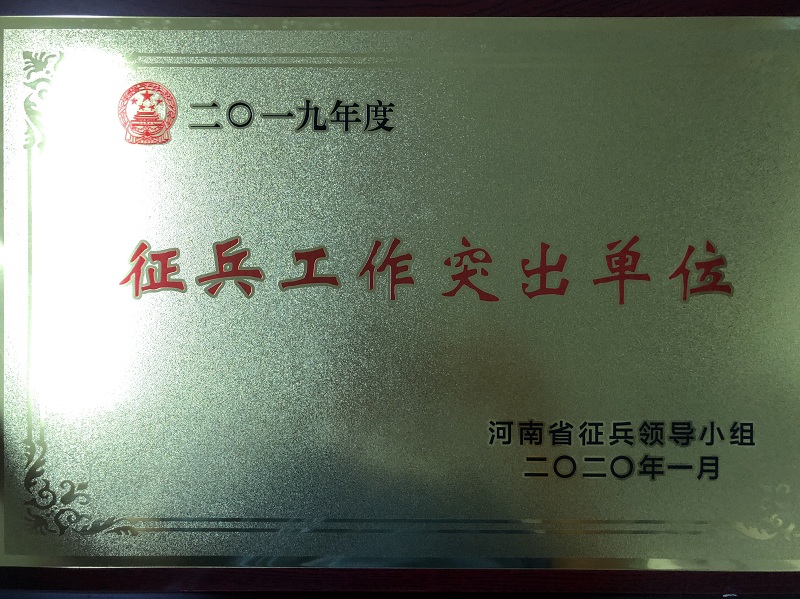 二〇一九年度
征兵工作突出单位
河南省征兵领导小组
二〇二〇年一月